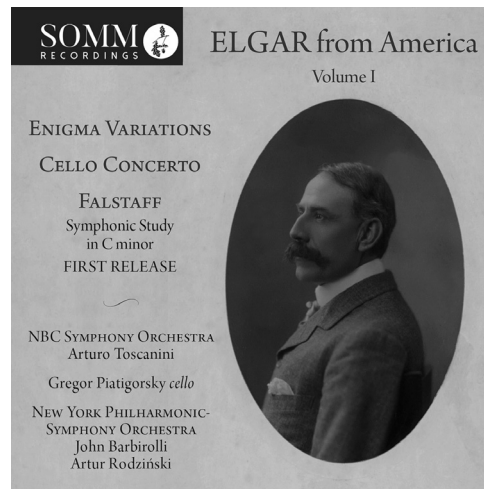 SOMM
RECORDINGS
ELGAR from America
Volume I
ENIGMA VARIATIONS
CELLO CONCERTO
FALSTAFF
Symphonic Study
in C minor
FIRST RELEASE
NBC SYMPHONY ORCHESTRA
Arturo Toscanini
Gregor Piatigorsky cello
NEW YORK PHILHARMONIC-
SYMPHONY ORCHESTRA
John Barbirolli
Artur Rodziński